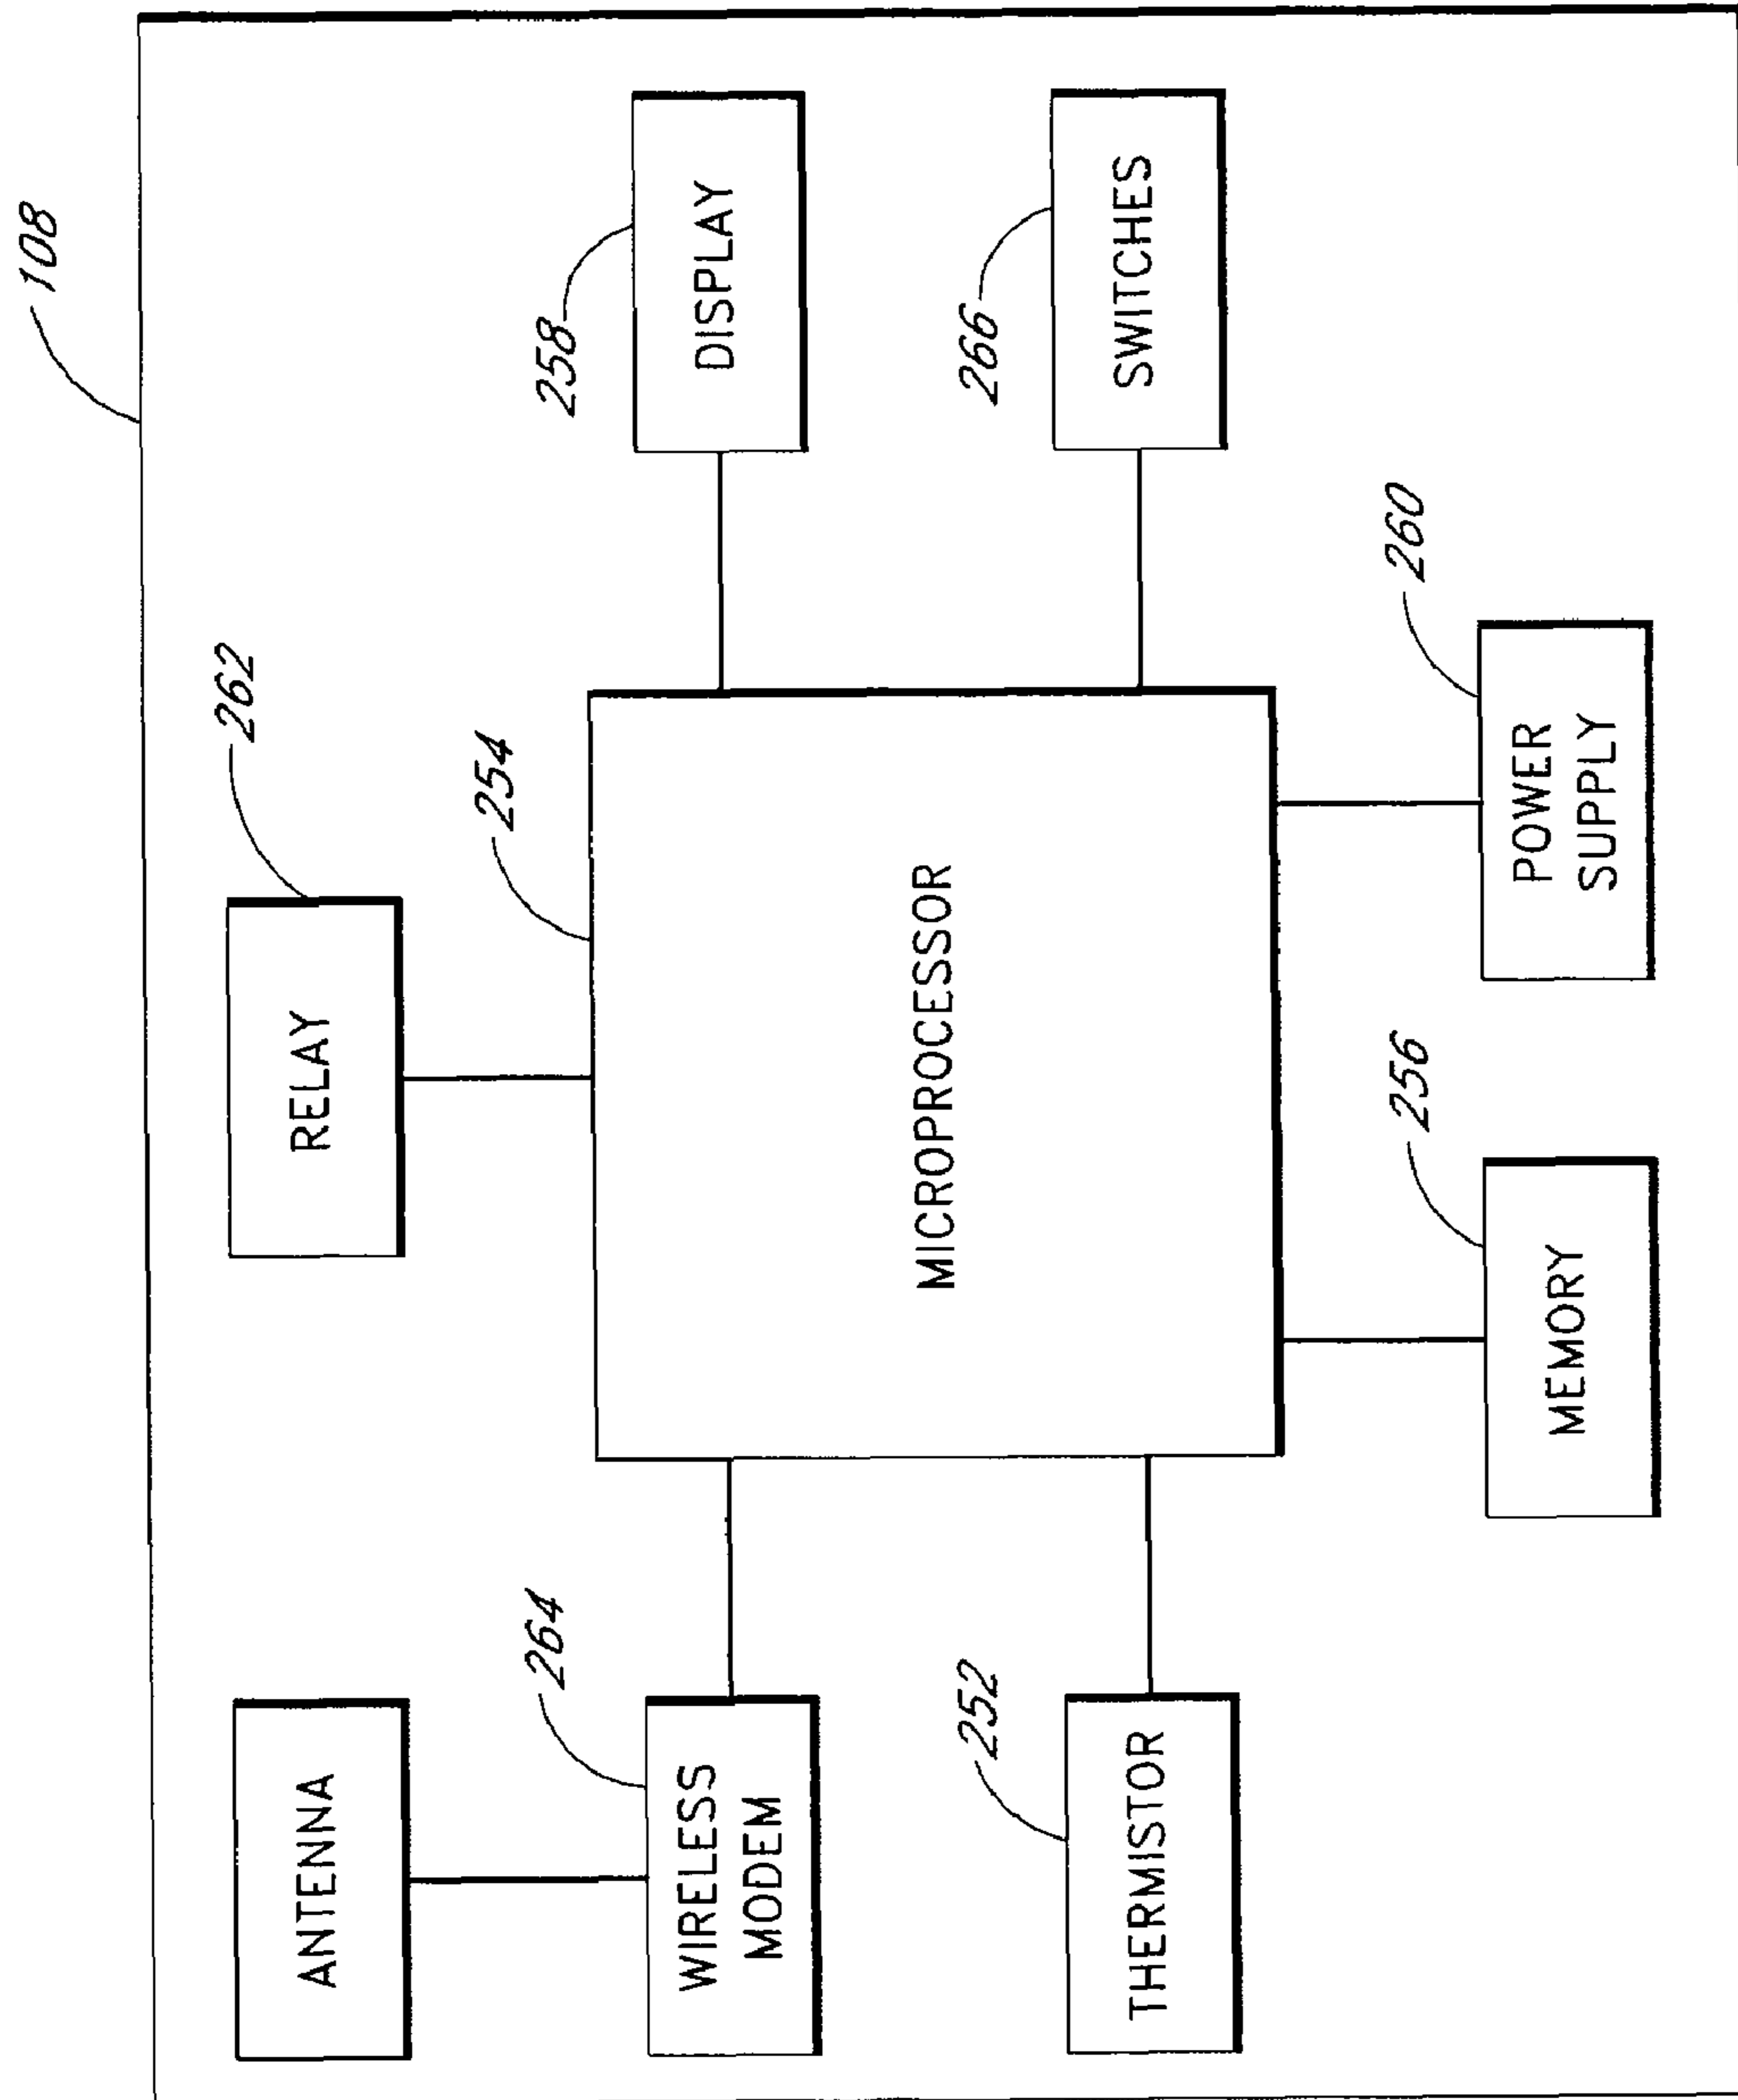 108
ANTENNA
RELAY
262
264
WIRELESS
MODEM
254
258
DISPLAY
MICROPROCESSOR
252
THERMISTOR
266
SWITCHES
256
MEMORY
260
POWER
SUPPLY